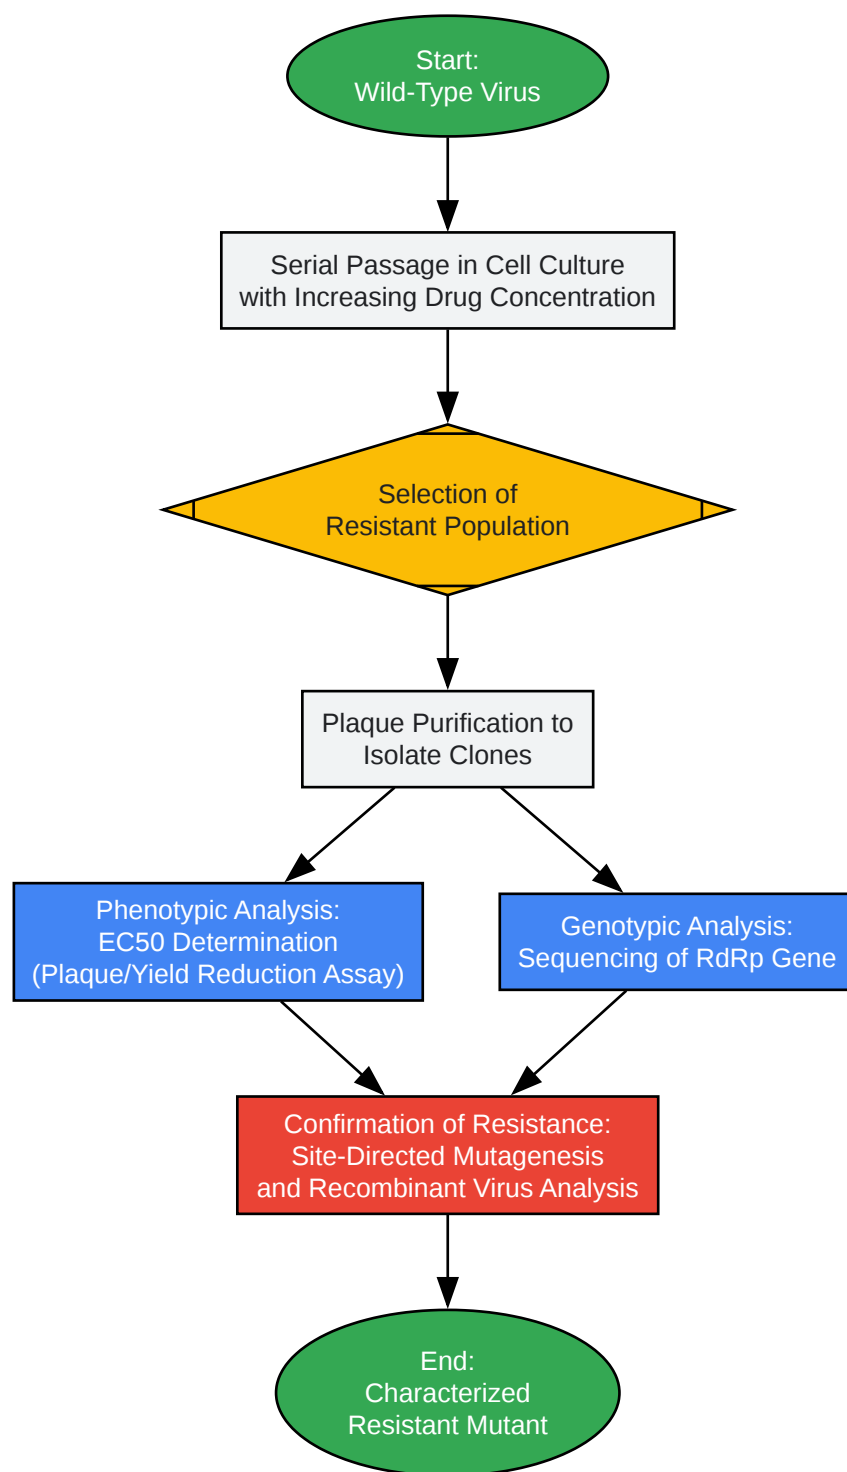 Start:
Wild-Type Virus
Serial Passage in Cell Culture
with Increasing Drug Concentration
Selection of
Resistant Population
Plaque Purification to
Isolate Clones
Phenotypic Analysis:
EC50 Determination
(Plaque/Yield Reduction Assay)
Genotypic Analysis:
Sequencing of RdRp Gene
Confirmation of Resistance:
Site-Directed Mutagenesis
and Recombinant Virus Analysis
End:
Characterized
Resistant Mutant